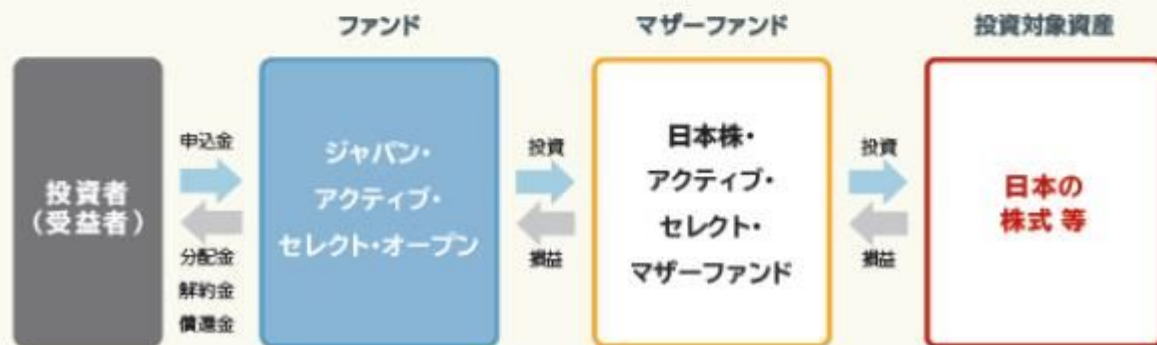 ファンド
マザーファンド
投資対象資産
投資者
(受益者)
申込金
分配金
解約金
償還金
ジャパン・
アクティブ・
セレクト・オープン
投資
損益
日本株・
アクティブ・
セレクト・
マザーファンド
投資
損益
日本の
株式 等